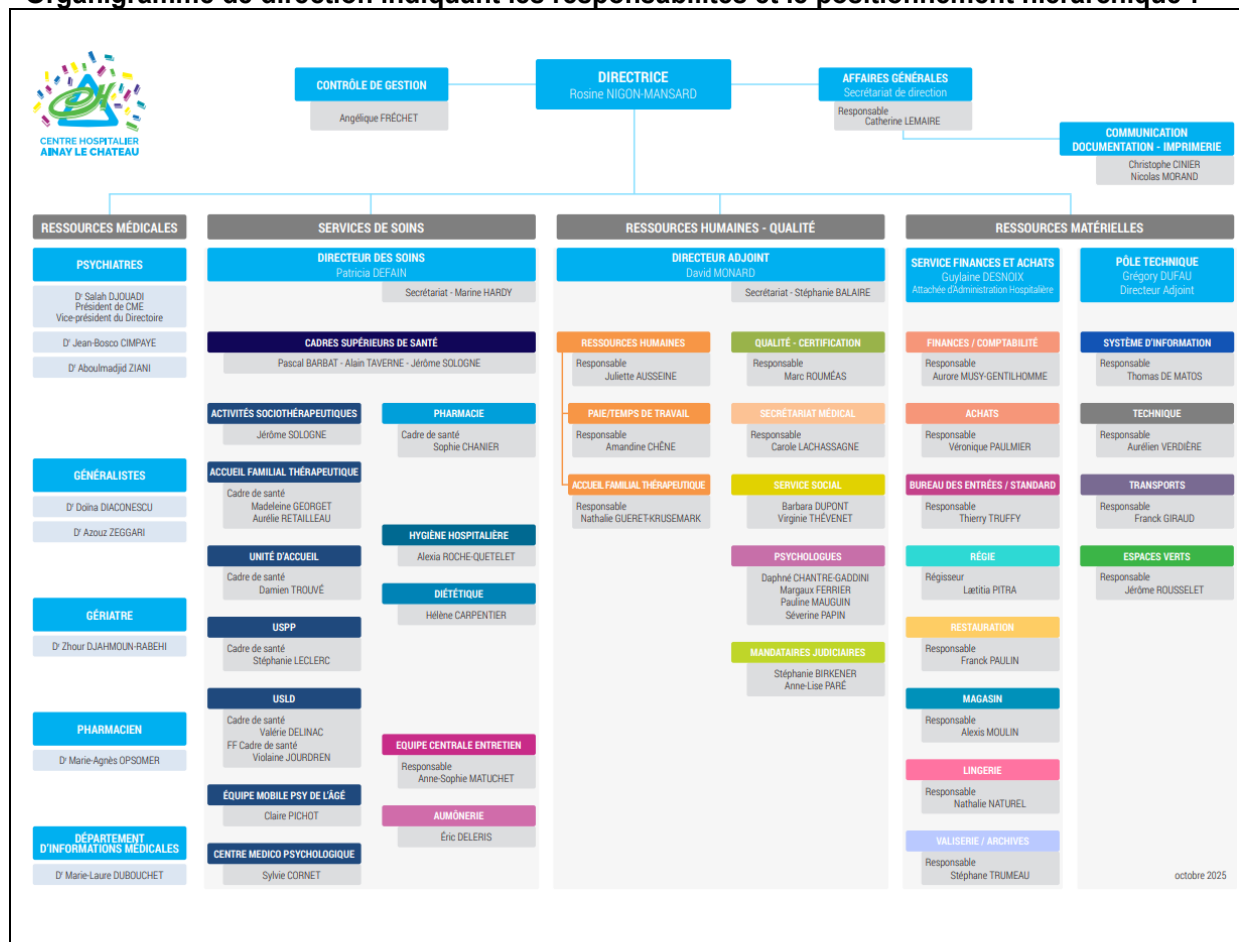 Organigramme de direction indiquant les responsabilités et le positionnement hiérarchique :
CENTRE HOSPITALIER
AINAY LE CHATEAU
CONTRÔLE DE GESTION
Angélique FRÉCHET
DIRECTRICE
Rosine NIGON-MANSARD
AFFAIRES GÉNÉRALES
Secrétariat de direction
Responsable
Catherine LEMAIRE
COMMUNICATION
DOCUMENTATION - IMPRIMERIE
Christophe CINIER
Nicolas MORAND
RESSOURCES MÉDICALES
PSYCHIATRES
Dr Salah DJOUADI
Président de CME
Vice-président du Directoire
Dr Jean-Bosco CIMPAYE
Dr Aboulmadjid ZIANI
GÉNÉRALISTES
Dr Doïna DIACONESCU
Dr Azouz ZEGGARI
GÉRIATRE
Dr Zhour DJAHMOUN-RABEHI
PHARMACIEN
Dr Marie-Agnès OPSOMER
DÉPARTEMENT
D'INFORMATIONS MÉDICALES
Dr Marie-Laure DUBOUCHET
SERVICES DE SOINS
DIRECTEUR DES SOINS
Patricia DEFAIN
Secrétariat - Marine HARDY
CADRES SUPÉRIEURS DE SANTÉ
Pascal BARBAT - Alain TAVERNE - Jérôme SOLOGNE
ACTIVITÉS SOCIOTHÉRAPEUTIQUES
Jérôme SOLOGNE
ACCUEIL FAMILIAL THÉRAPEUTIQUE
Cadre de santé
Madeleine GEORGET
Aurélie RETAILLEAU
UNITÉ D'ACCUEIL
Cadre de santé
Damien TROUVÉ
USPP
Cadre de santé
Stéphanie LECLERC
USLD
Cadre de santé
Valérie DELINAC
FF Cadre de santé
Violaine JOURDREN
ÉQUIPE MOBILE PSY DE L'ÂGÉ
Claire PICHOT
CENTRE MEDICO PSYCHOLOGIQUE
Sylvie CORNET
PHARMACIE
Cadre de santé
Sophie CHANIER
HYGIÈNE HOSPITALIÈRE
Alexia ROCHE-QUETELET
DIÉTÉTIQUE
Hélène CARPENTIER
EQUIPE CENTRALE ENTRETIEN
Responsable
Anne-Sophie MATUCHET
AUMÔNERIE
Éric DELERIS
RESSOURCES HUMAINES - QUALITÉ
DIRECTEUR ADJOINT
David MONARD
Secrétariat - Stéphanie BALAIRE
RESSOURCES HUMAINES
Responsable
Juliette AUSSEINE
PAIE/TEMPS DE TRAVAIL
Responsable
Amandine CHÊNE
ACCUEIL FAMILIAL THÉRAPEUTIQUE
Responsable
Nathalie GUERET-KRUSEMARK
QUALITÉ - CERTIFICATION
Responsable
Marc ROUMÉAS
SECRÉTARIAT MÉDICAL
Responsable
Carole LACHASSAGNE
SERVICE SOCIAL
Barbara DUPONT
Virginie THÉVENET
PSYCHOLOGUES
Daphné CHANTRE-GADDINI
Margaux FERRIER
Pauline MAUGUIN
Séverine PAPIN
MANDATAIRES JUDICIAIRES
Stéphanie BIRKENER
Anne-Lise PARÉ
RESSOURCES MATÉRIELLES
SERVICE FINANCES ET ACHATS
Guylaine DESNOIX
Attachée d'Administration Hospitalière
FINANCES / COMPTABILITÉ
Responsable
Aurore MUSY-GENTILHOMME
ACHATS
Responsable
Véronique PAULMIER
BUREAU DES ENTRÉES / STANDARD
Responsable
Thierry TRUFFY
RÉGIE
Régisseur
Lætitia PITRA
RESTAURATION
Responsable
Franck PAULIN
MAGASIN
Responsable
Alexis MOULIN
LINGERIE
Responsable
Nathalie NATUREL
VALISERIE / ARCHIVES
Responsable
Stéphane TRUMEAU
PÔLE TECHNIQUE
Grégory DUFAU
Directeur Adjoint
SYSTÈME D'INFORMATION
Responsable
Thomas DE MATOS
TECHNIQUE
Responsable
Aurélien VERDIÈRE
TRANSPORTS
Responsable
Franck GIRAUD
ESPACES VERTS
Responsable
Jérôme ROUSSELET
octobre 2025